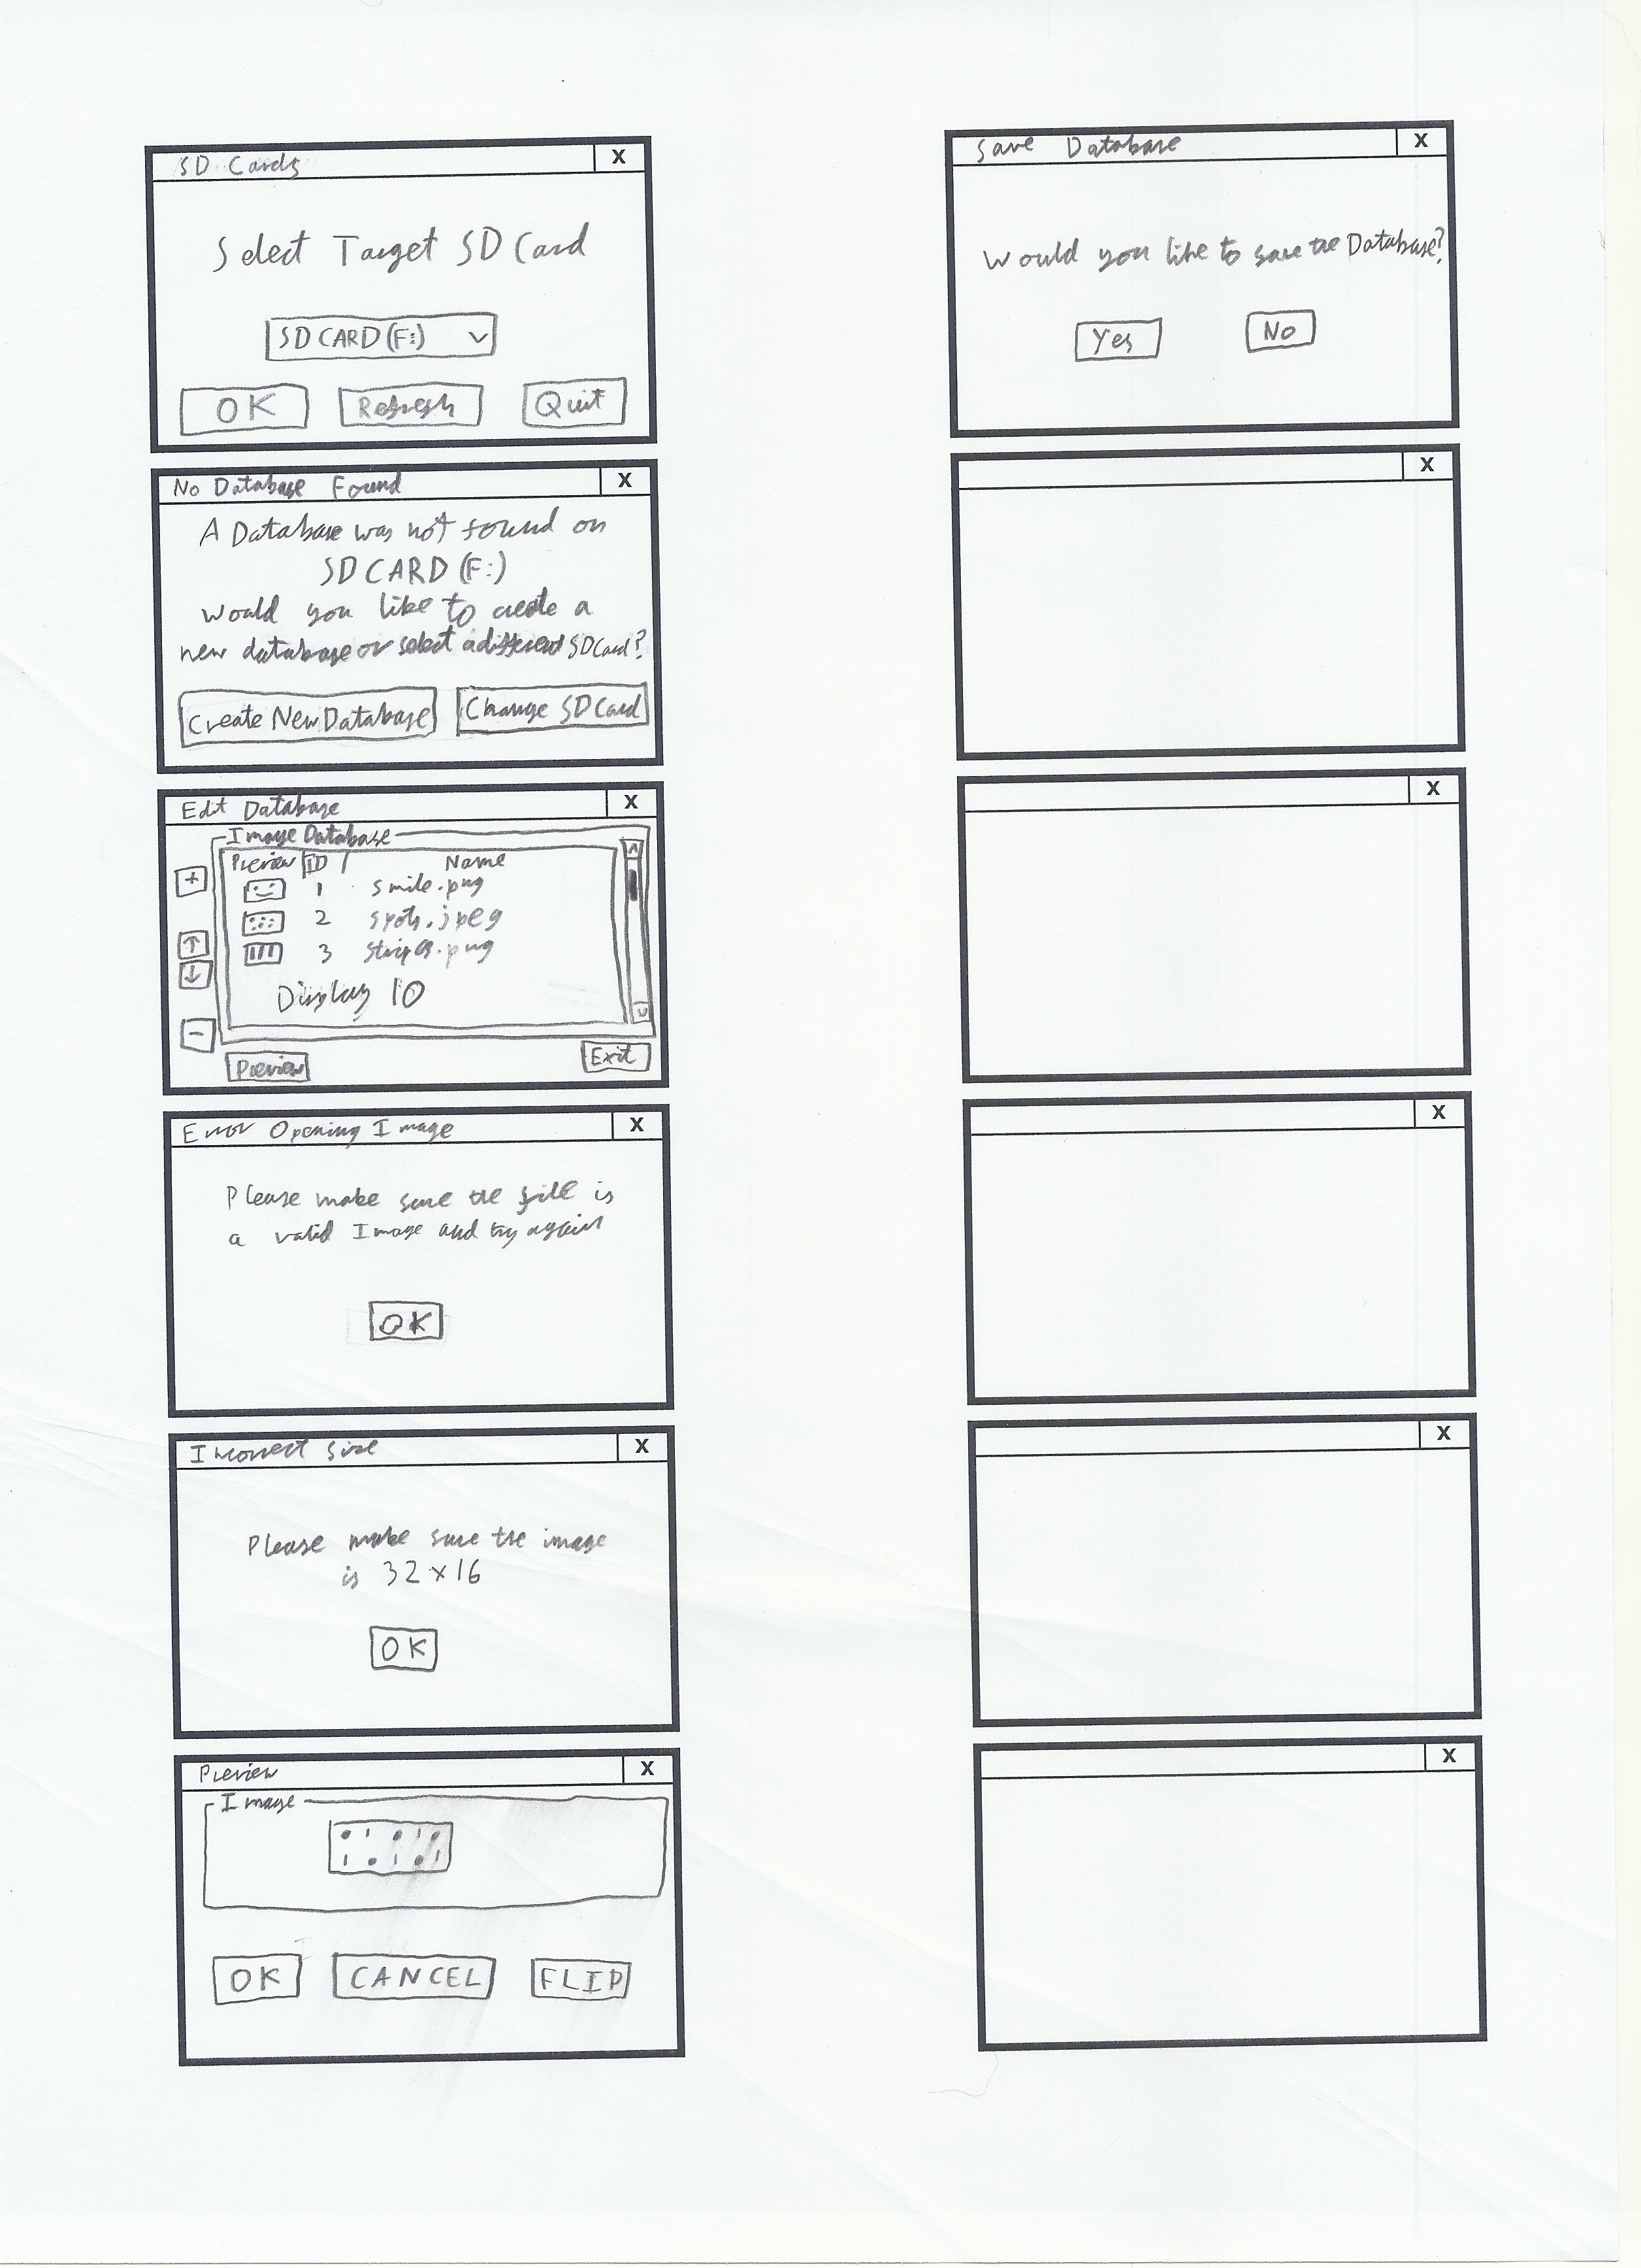 SD Cards X
Select Target SD Card
SD CARD (F:)
OK Refresh Quit
No Database Found X
A Database was not found on
SD CARD (F:)
would you like to create a
new database or select a different SD Card?
Create New Database Change SD Card
Edit Database X
Image Database
Preview ID Name
+
1 smile.png
2 spots.jpeg
3 stripes.png
Display 10
-
Preview Exit
Error Opening Image X
Please make sure the file is
a valid Image and try again
OK
Incorrect Size X
Please make sure the image
is 32 x 16
OK
Preview X
Image
OK CANCEL FLIP
Save Database X
Would you like to save the Database?
Yes No
X
X
X
X
X